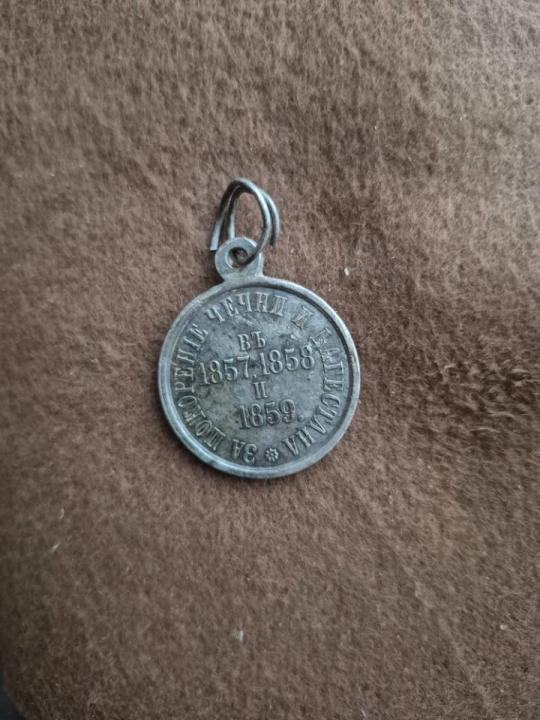 ЗА ПОКОРЕНІЕ ЧЕЧНИ И ДАГЕСТАНА
ВЪ
1857.1858
И
1859.